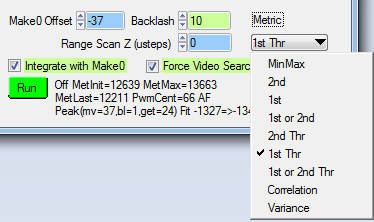 Make0 Offset -37 Backlash 10 Metric
Range Scan Z (usteps) 0 1st Thr
Integrate with Make0 Force Video Searc
Run Off MetInit=12639 MetMax=13663
MetLast=12211 PwmCent=66 AF
Peak(mv=37,bl=1,get=24) Fit -1327=>-134
MinMax
2nd
1st
1st or 2nd
2nd Thr
1st Thr
1st or 2nd Thr
Correlation
Variance